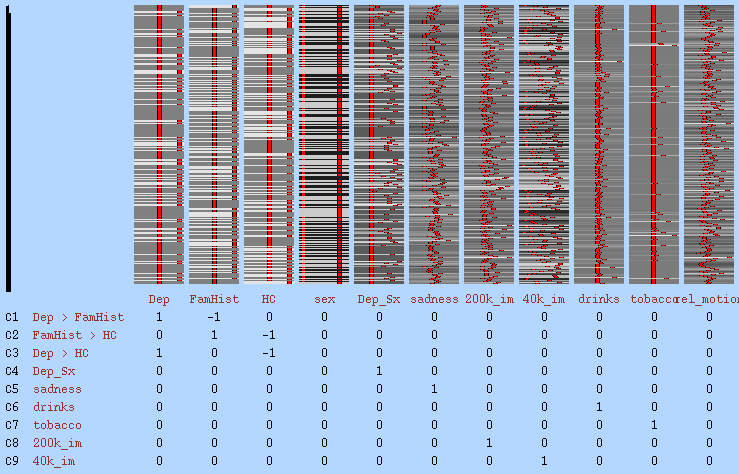 Dep FamHist HC sex Dep_Sx sadness 200k_im 40k_im drinks tobacco rel_motion
C1 Dep > FamHist 1 -1 0 0 0 0 0 0 0 0 0
C2 FamHist > HC 0 1 -1 0 0 0 0 0 0 0 0
C3 Dep > HC 1 0 -1 0 0 0 0 0 0 0 0
C4 Dep_Sx 0 0 0 0 1 0 0 0 0 0 0
C5 sadness 0 0 0 0 0 1 0 0 0 0 0
C6 drinks 0 0 0 0 0 0 0 0 1 0 0
C7 tobacco 0 0 0 0 0 0 0 0 0 1 0
C8 200k_im 0 0 0 0 0 0 1 0 0 0 0
C9 40k_im 0 0 0 0 0 0 0 1 0 0 0